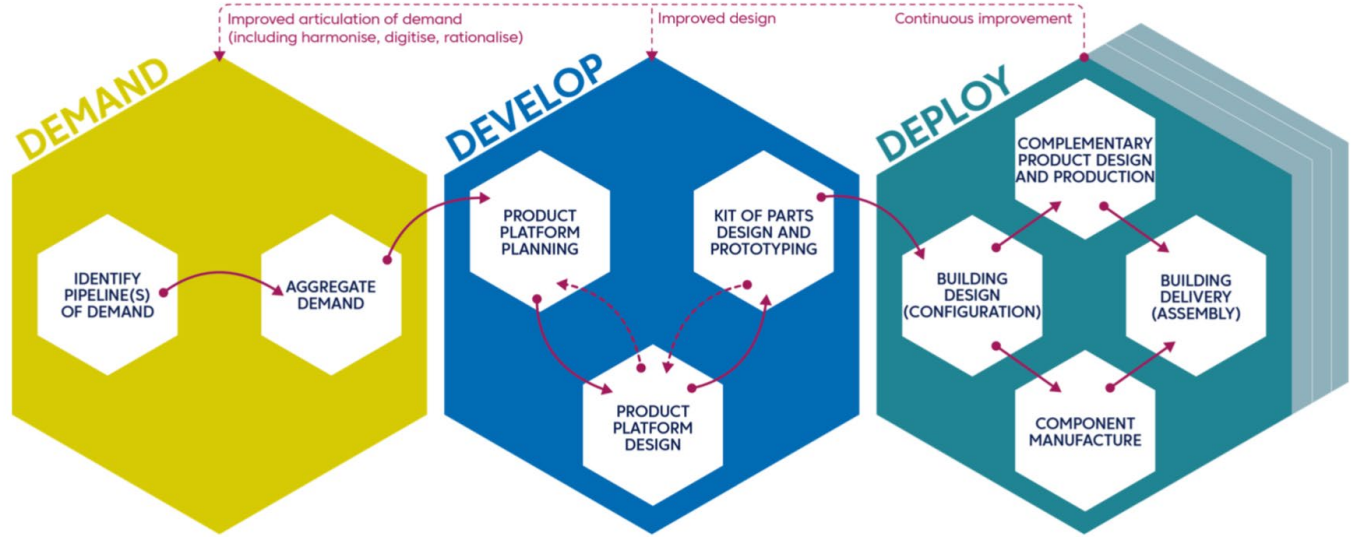 Improved articulation of demand
(including harmonise, digitise, rationalise)
Improved design
Continuous improvement
DEMAND
IDENTIFY
PIPELINE(S)
OF DEMAND
AGGREGATE
DEMAND
DEVELOP
PRODUCT
PLATFORM
PLANNING
KIT OF PARTS
DESIGN AND
PROTOTYPING
PRODUCT
PLATFORM
DESIGN
DEPLOY
COMPLEMENTARY
PRODUCT DESIGN
AND PRODUCTION
BUILDING
DESIGN
(CONFIGURATION)
BUILDING
DELIVERY
(ASSEMBLY)
COMPONENT
MANUFACTURE